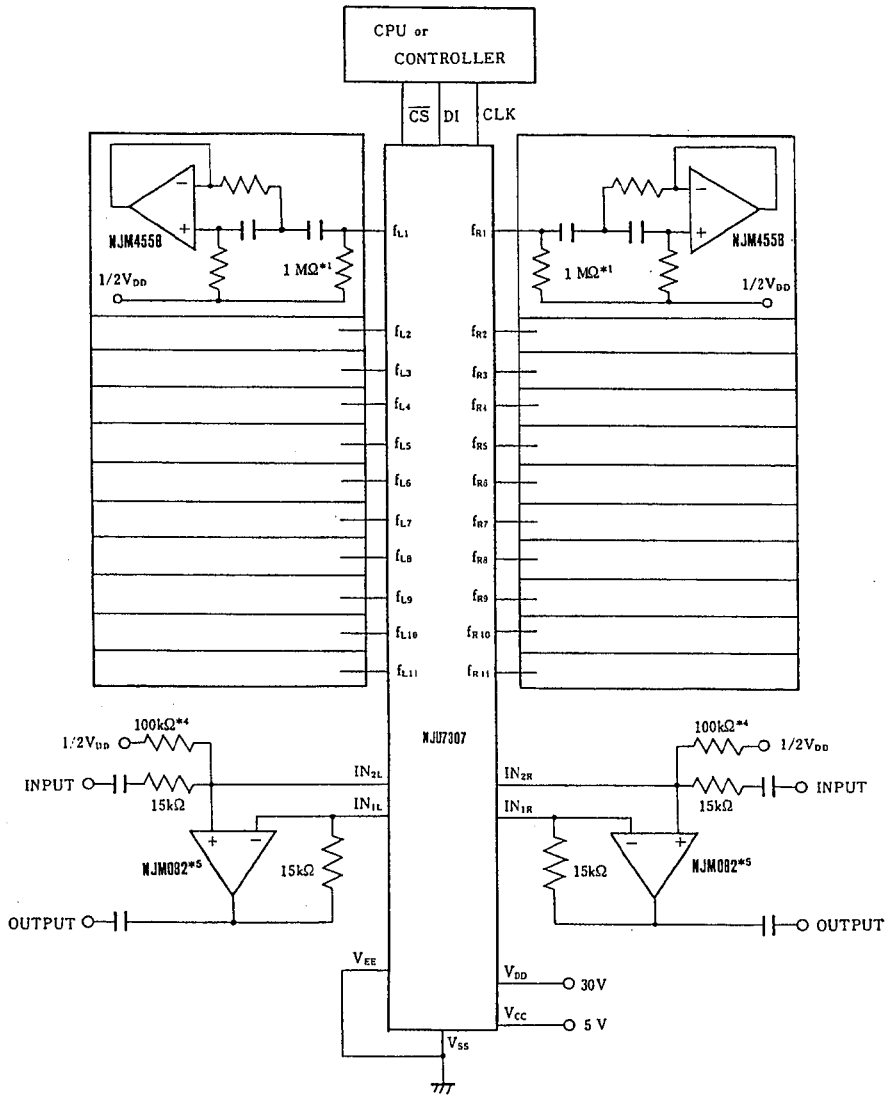 CPU or
CONTROLLER
C̅S̅ DI CLK
NJM4558
NJM4558
fL1
fR1
1 MΩ*1
1 MΩ*1
1/2VDD
1/2VDD
fL2
fR2
fL3
fR3
fL4
fR4
fL5
fR5
fL6
fR6
fL7
fR7
fL8
fR8
fL9
fR9
fL10
fR10
fL11
fR11
NJU7307
100kΩ*4
100kΩ*4
1/2VDD
1/2VDD
IN2L
IN2R
INPUT
INPUT
15kΩ
15kΩ
IN1L
IN1R
NJM082*5
NJM082*5
15kΩ
15kΩ
OUTPUT
OUTPUT
VEE
VDD
30V
VCC
5 V
VSS